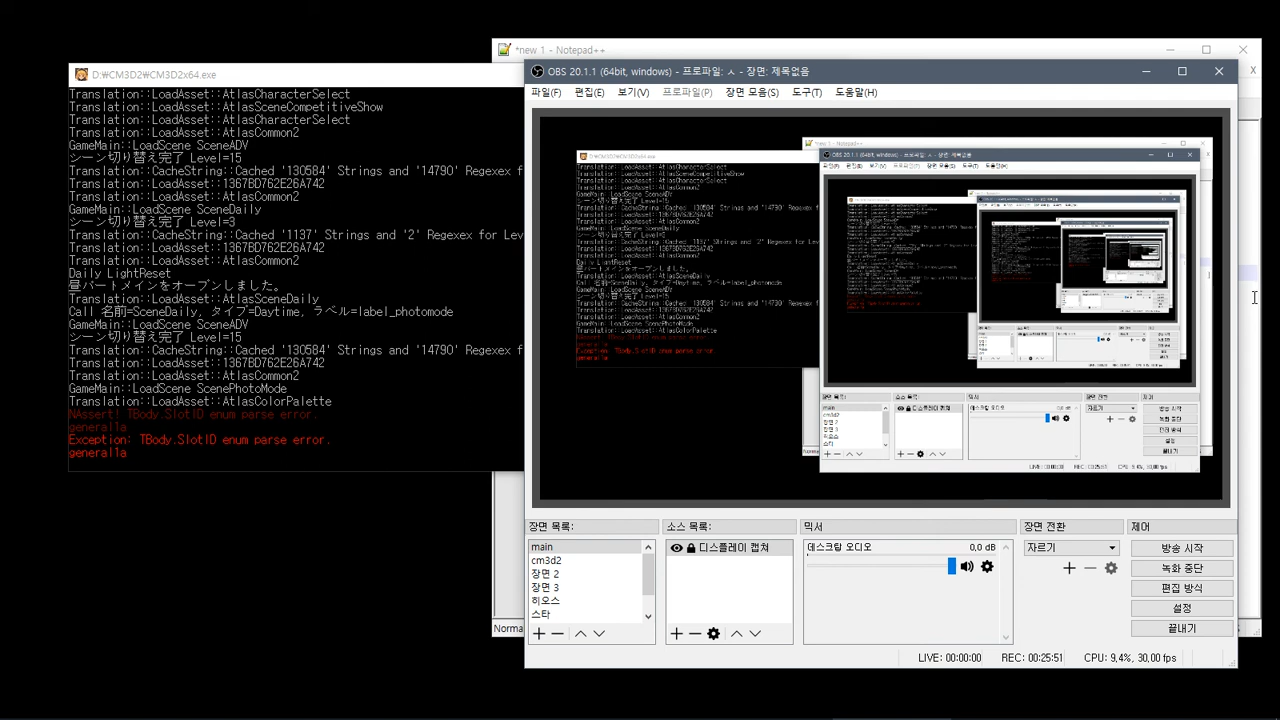 *new 1 - Notepad++
D:\CM3D2\CM3D2x64.exe
Translation::LoadAsset::AtlasCharacterSelect
Translation::LoadAsset::AtlasSceneCompetitiveShow
Translation::LoadAsset::AtlasCharacterSelect
Translation::LoadAsset::AtlasCommon2
GameMain::LoadScene SceneADV
シーン切り替え完了 Level=15
Translation::CacheString::Cached '130584' Strings and '14790' Regexex f
Translation::LoadAsset::1367BD762E26A742
Translation::LoadAsset::AtlasCommon2
GameMain::LoadScene SceneDaily
シーン切り替え完了 Level=3
Translation::CacheString::Cached '1137' Strings and '2' Regexex for Lev
Translation::LoadAsset::1367BD762E26A742
Translation::LoadAsset::AtlasCommon2
Daily LightReset
昼パートメインをオープンしました。
Translation::LoadAsset::AtlasSceneDaily
Call 名前=SceneDaily, タイプ=Daytime, ラベル=label_photomode
GameMain::LoadScene SceneADV
シーン切り替え完了 Level=15
Translation::CacheString::Cached '130584' Strings and '14790' Regexex f
Translation::LoadAsset::1367BD762E26A742
Translation::LoadAsset::AtlasCommon2
GameMain::LoadScene ScenePhotoMode
Translation::LoadAsset::AtlasColorPalette
NAssert! TBody.SlotID enum parse error.
general1a
Exception: TBody.SlotID enum parse error.
general1a
Norma
OBS 20.1.1 (64bit, windows) - 프로파일: ㅅ - 장면: 제목없음
파일(F) 편집(E) 보기(V) 프로파일(P) 장면 모음(S) 도구(T) 도움말(H)
장면 목록: 소스 목록: 믹서 장면 전환 제어
main
cm3d2
장면 2
장면 3
히오스
스타
디스플레이 캡쳐
데스크탑 오디오 0,0 dB
자르기
방송 시작
녹화 중단
편집 방식
설정
끝내기
LIVE: 00:00:00 REC: 00:25:51 CPU: 9,4%, 30,00 fps